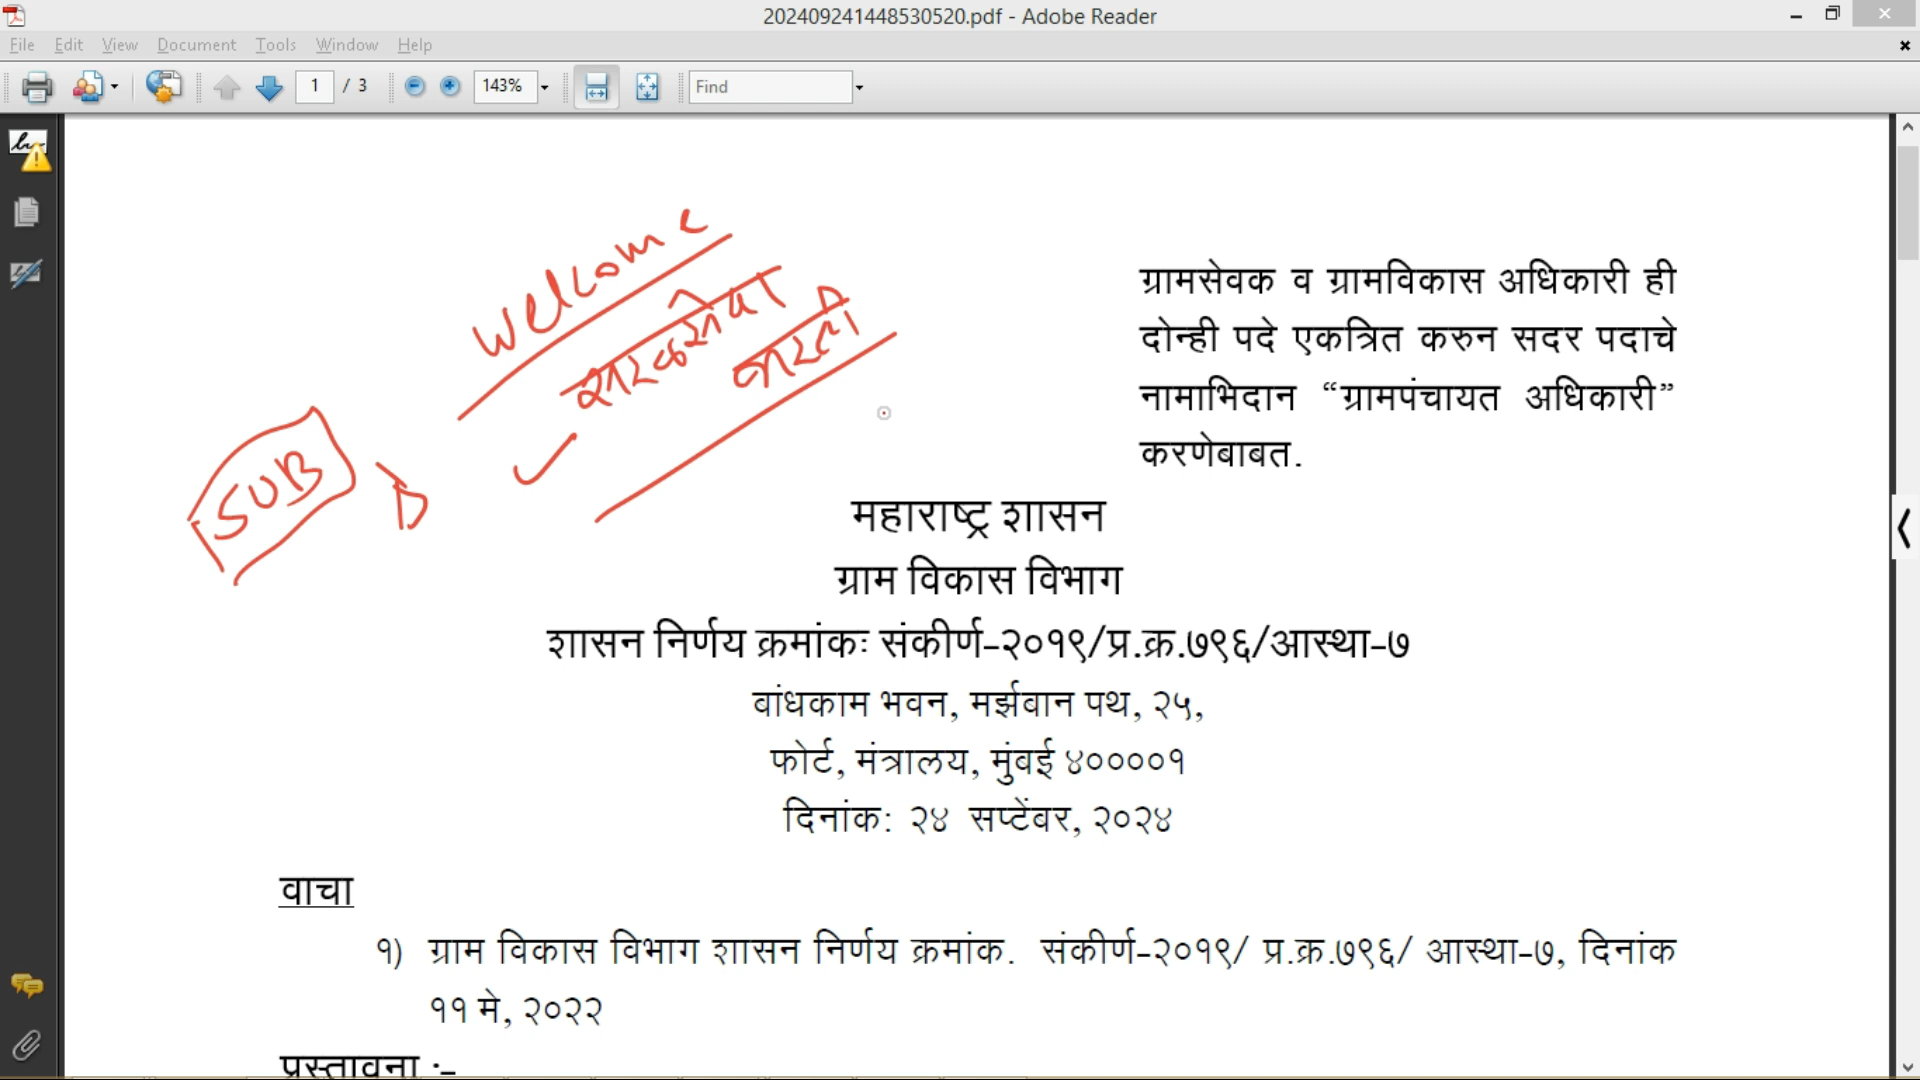 202409241448530520.pdf - Adobe Reader
File Edit View Document Tools Window Help
1 / 3 143% Find
ग्रामसेवक व ग्रामविकास अधिकारी ही
दोन्ही पदे एकत्रित करुन सदर पदाचे
नामाभिदान “ग्रामपंचायत अधिकारी”
करणेबाबत.
welcome
SUB
महाराष्ट्र शासन
ग्राम विकास विभाग
शासन निर्णय क्रमांकः संकीर्ण-२०१९/प्र.क्र.७९६/आस्था-७
बांधकाम भवन, मर्झबान पथ, २५,
फोर्ट, मंत्रालय, मुंबई ४००००१
दिनांक: २४ सप्टेंबर, २०२४
वाचा
१) ग्राम विकास विभाग शासन निर्णय क्रमांक. संकीर्ण-२०१९/ प्र.क्र.७९६/ आस्था-७, दिनांक
११ मे, २०२२
प्रस्तावना :-